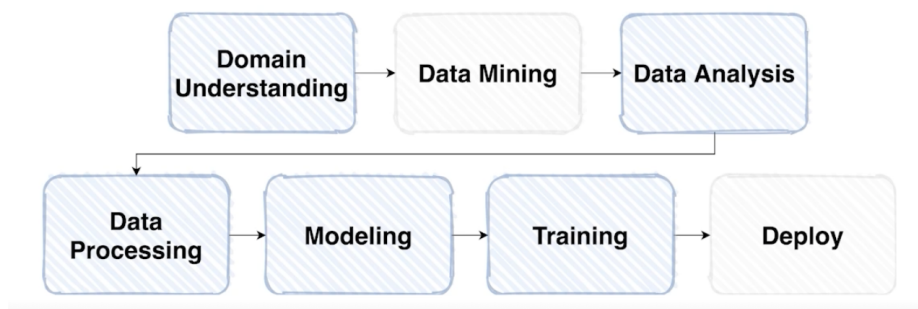 Domain
Understanding
Data Mining
Data Analysis
Data
Processing
Modeling
Training
Deploy